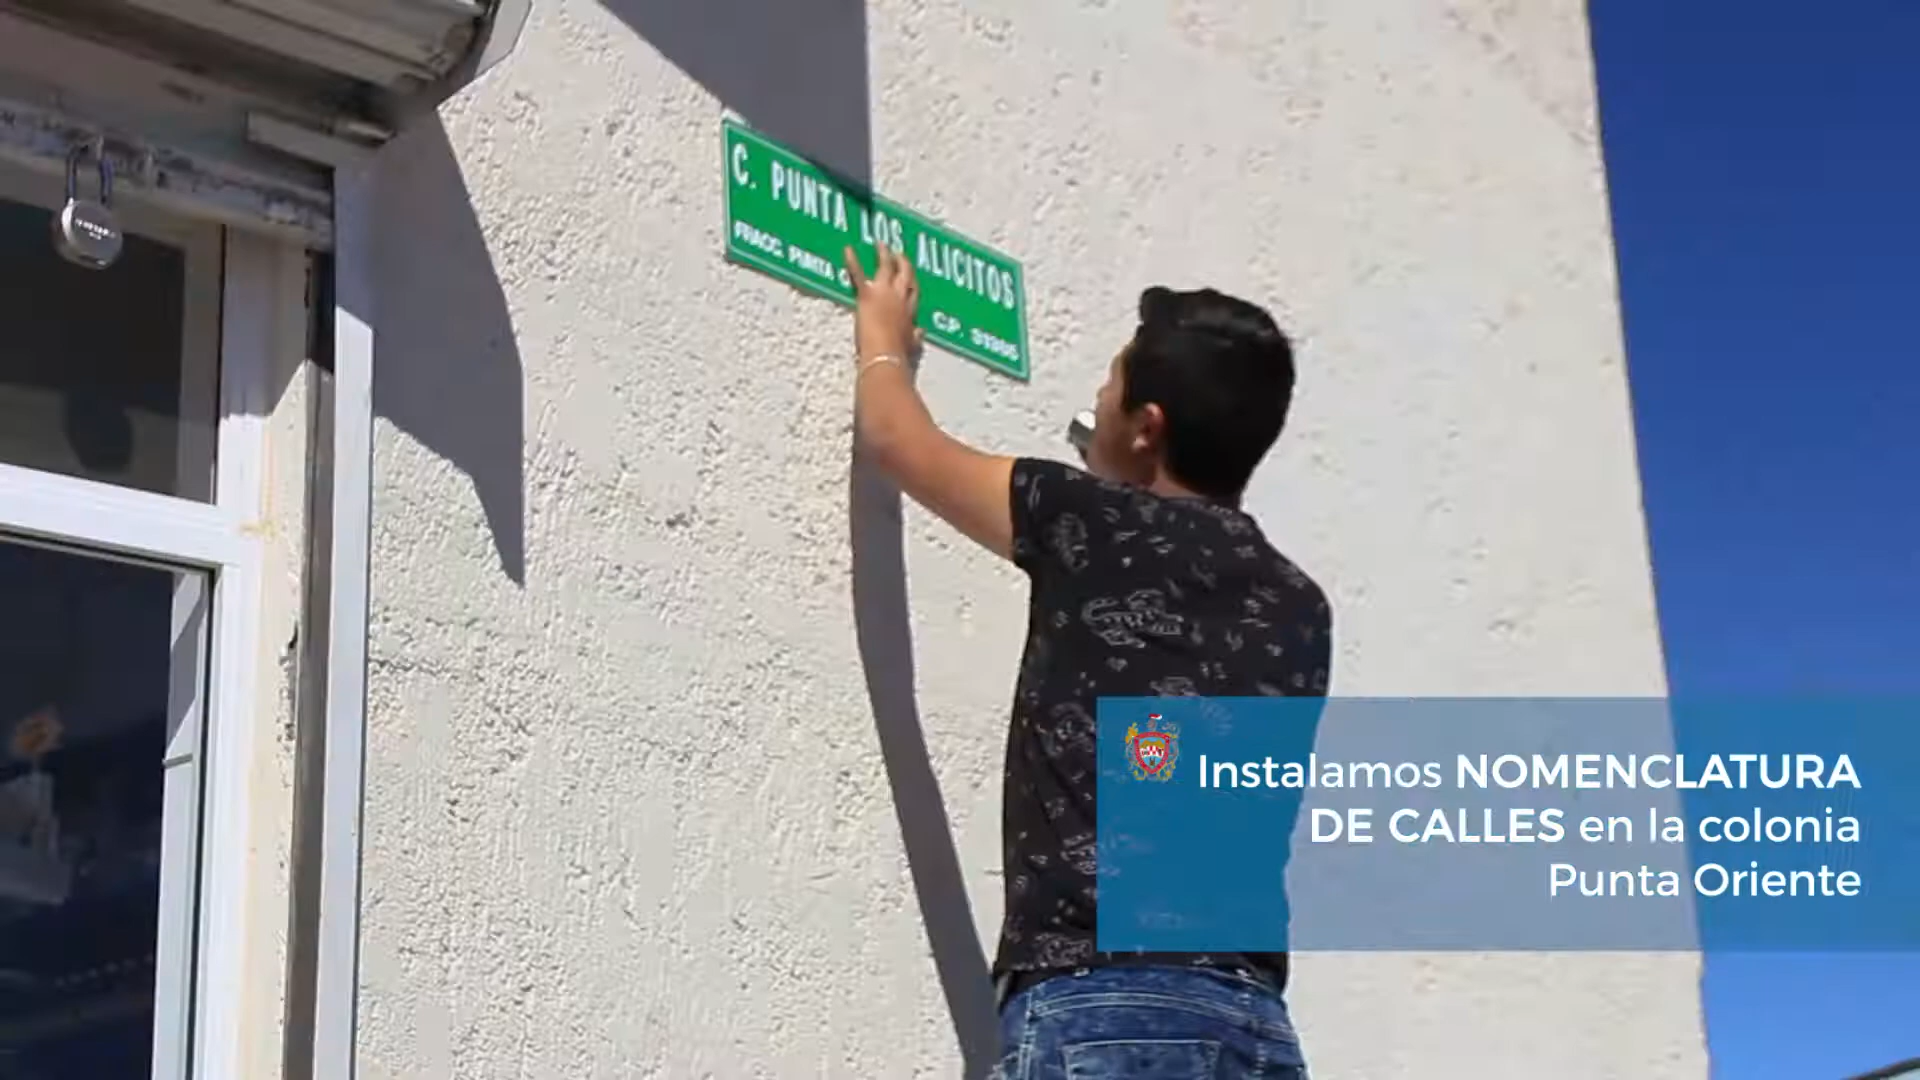 C. PUNTA LOS ALICITOS
FRACC. PUNTA
C.P.
Instalamos NOMENCLATURA
DE CALLES en la colonia
Punta Oriente